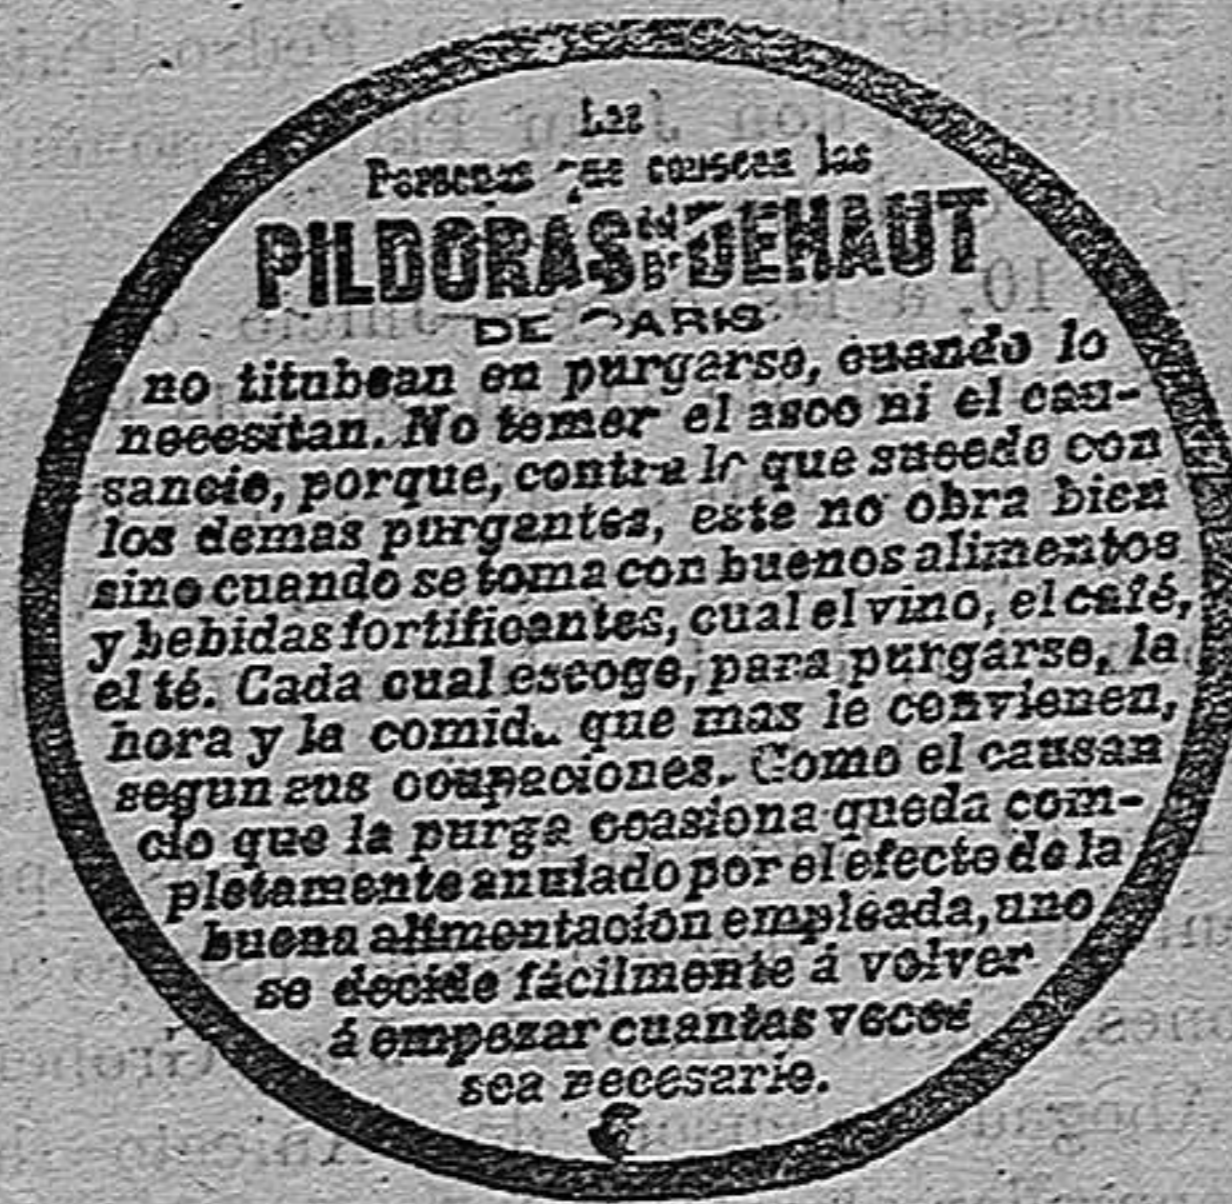 Las
Personas que conocen las
PILDORAS DEL DR DEHAUT
DE PARIS
no titubean en purgarse, cuando lo
necesitan. No temen el asco ni el cau-
sancio, porque, contra lo que sucede con
los demas purgantes, este no obra bien
sino cuando se toma con buenos alimentos
y bebidas fortificantes, cual el vino, el café,
el té. Cada cual escoge, para purgarse, la
hora y la comida que mas le convienen,
segun sus ocupaciones. Como el causan
cio que la purga ocasiona queda com-
pletamente anulado por el efecto de la
buena alimentacion empleada, uno
se decide fácilmente á volver
á empezar cuantas veces
sea necesario.